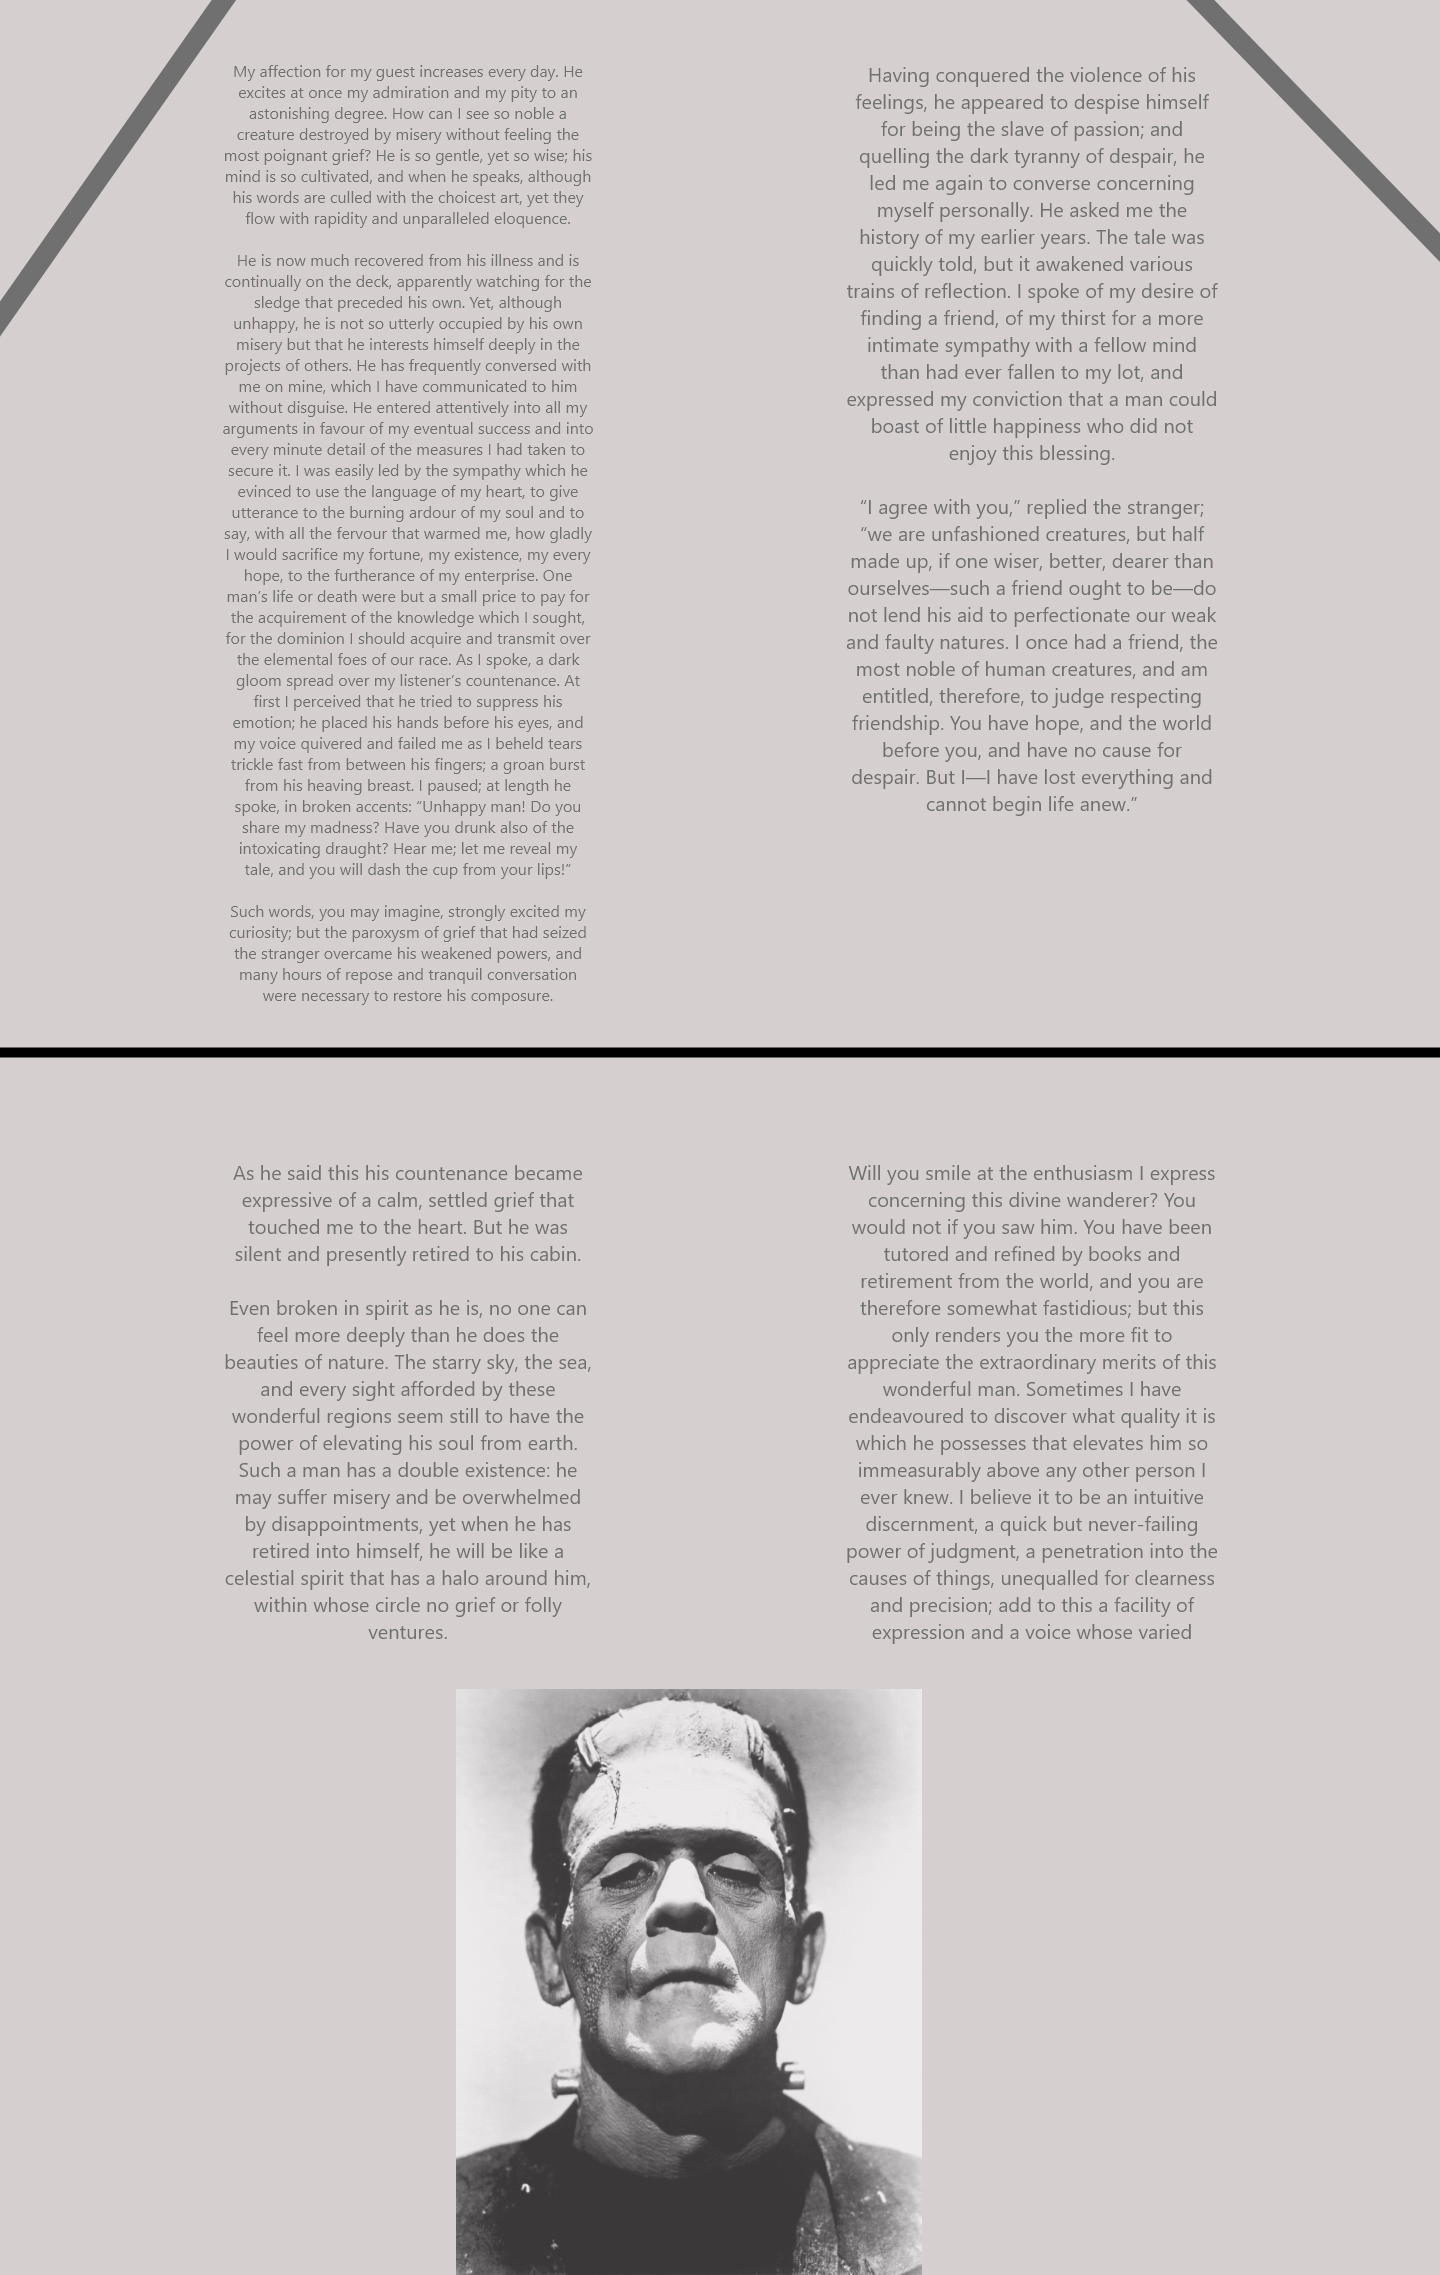 My affection for my guest increases every day. He
excites at once my admiration and my pity to an
astonishing degree. How can I see so noble a
creature destroyed by misery without feeling the
most poignant grief? He is so gentle, yet so wise; his
mind is so cultivated, and when he speaks, although
his words are culled with the choicest art, yet they
flow with rapidity and unparalleled eloquence.

He is now much recovered from his illness and is
continually on the deck, apparently watching for the
sledge that preceded his own. Yet, although
unhappy, he is not so utterly occupied by his own
misery but that he interests himself deeply in the
projects of others. He has frequently conversed with
me on mine, which I have communicated to him
without disguise. He entered attentively into all my
arguments in favour of my eventual success and into
every minute detail of the measures I had taken to
secure it. I was easily led by the sympathy which he
evinced to use the language of my heart, to give
utterance to the burning ardour of my soul and to
say, with all the fervour that warmed me, how gladly
I would sacrifice my fortune, my existence, my every
hope, to the furtherance of my enterprise. One
man’s life or death were but a small price to pay for
the acquirement of the knowledge which I sought,
for the dominion I should acquire and transmit over
the elemental foes of our race. As I spoke, a dark
gloom spread over my listener’s countenance. At
first I perceived that he tried to suppress his
emotion; he placed his hands before his eyes, and
my voice quivered and failed me as I beheld tears
trickle fast from between his fingers; a groan burst
from his heaving breast. I paused; at length he
spoke, in broken accents: “Unhappy man! Do you
share my madness? Have you drunk also of the
intoxicating draught? Hear me; let me reveal my
tale, and you will dash the cup from your lips!”

Such words, you may imagine, strongly excited my
curiosity; but the paroxysm of grief that had seized
the stranger overcame his weakened powers, and
many hours of repose and tranquil conversation
were necessary to restore his composure.

Having conquered the violence of his
feelings, he appeared to despise himself
for being the slave of passion; and
quelling the dark tyranny of despair, he
led me again to converse concerning
myself personally. He asked me the
history of my earlier years. The tale was
quickly told, but it awakened various
trains of reflection. I spoke of my desire of
finding a friend, of my thirst for a more
intimate sympathy with a fellow mind
than had ever fallen to my lot, and
expressed my conviction that a man could
boast of little happiness who did not
enjoy this blessing.

“I agree with you,” replied the stranger;
“we are unfashioned creatures, but half
made up, if one wiser, better, dearer than
ourselves—such a friend ought to be—do
not lend his aid to perfectionate our weak
and faulty natures. I once had a friend, the
most noble of human creatures, and am
entitled, therefore, to judge respecting
friendship. You have hope, and the world
before you, and have no cause for
despair. But I—I have lost everything and
cannot begin life anew.”

As he said this his countenance became
expressive of a calm, settled grief that
touched me to the heart. But he was
silent and presently retired to his cabin.

Even broken in spirit as he is, no one can
feel more deeply than he does the
beauties of nature. The starry sky, the sea,
and every sight afforded by these
wonderful regions seem still to have the
power of elevating his soul from earth.
Such a man has a double existence: he
may suffer misery and be overwhelmed
by disappointments, yet when he has
retired into himself, he will be like a
celestial spirit that has a halo around him,
within whose circle no grief or folly
ventures.

Will you smile at the enthusiasm I express
concerning this divine wanderer? You
would not if you saw him. You have been
tutored and refined by books and
retirement from the world, and you are
therefore somewhat fastidious; but this
only renders you the more fit to
appreciate the extraordinary merits of this
wonderful man. Sometimes I have
endeavoured to discover what quality it is
which he possesses that elevates him so
immeasurably above any other person I
ever knew. I believe it to be an intuitive
discernment, a quick but never-failing
power of judgment, a penetration into the
causes of things, unequalled for clearness
and precision; add to this a facility of
expression and a voice whose varied